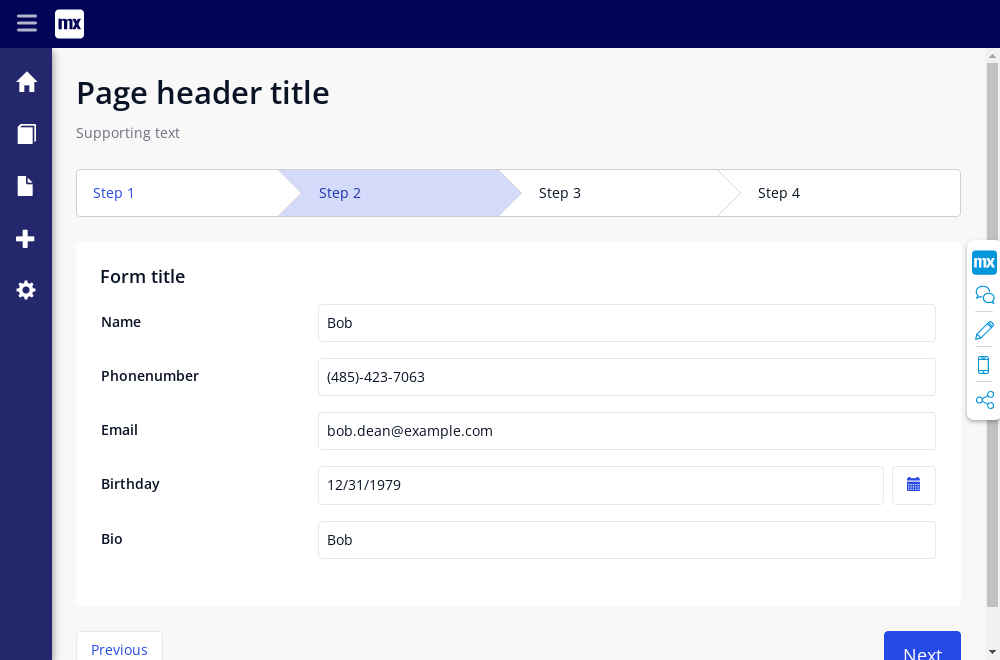 mx
Page header title
Supporting text
Step 1
Step 2
Step 3
Step 4
Form title
Name
Bob
Phonenumber
(485)-423-7063
Email
bob.dean@example.com
Birthday
12/31/1979
Bio
Bob
mx
Previous
Next